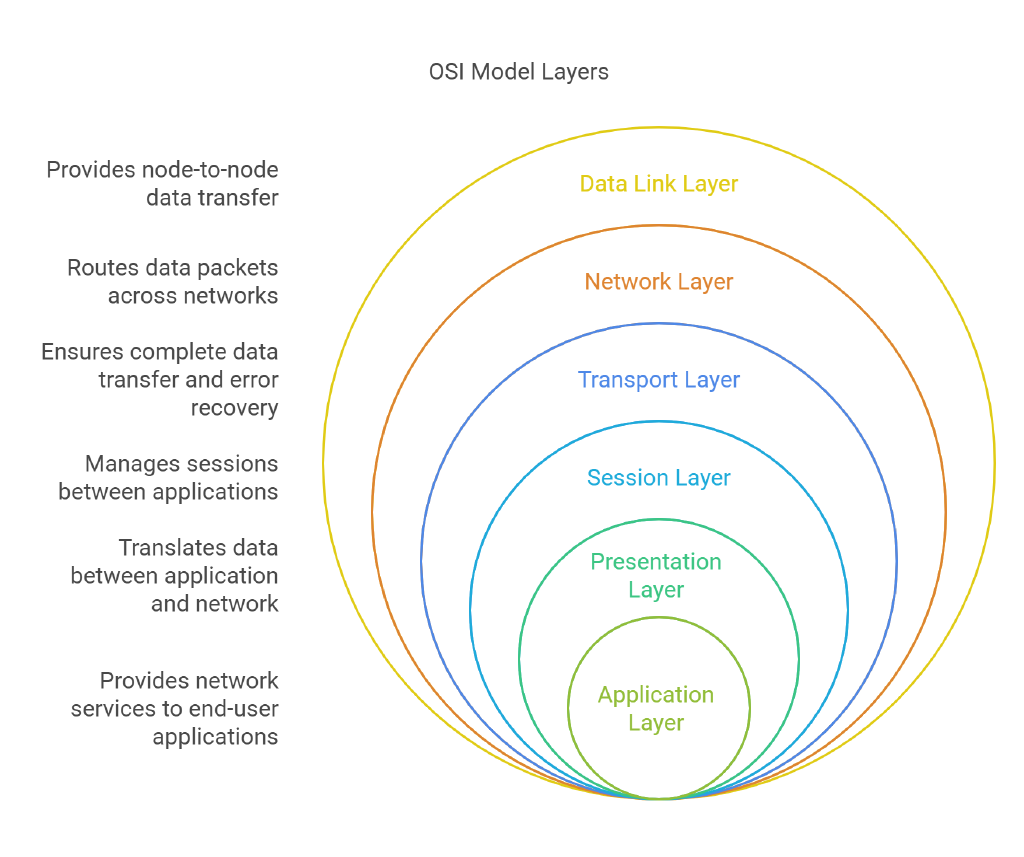 OSI Model Layers
Provides node-to-node
data transfer
Data Link Layer
Routes data packets
across networks
Network Layer
Ensures complete data
transfer and error
recovery
Transport Layer
Manages sessions
between applications
Session Layer
Translates data
between application
and network
Presentation
Layer
Provides network
services to end-user
applications
Application
Layer